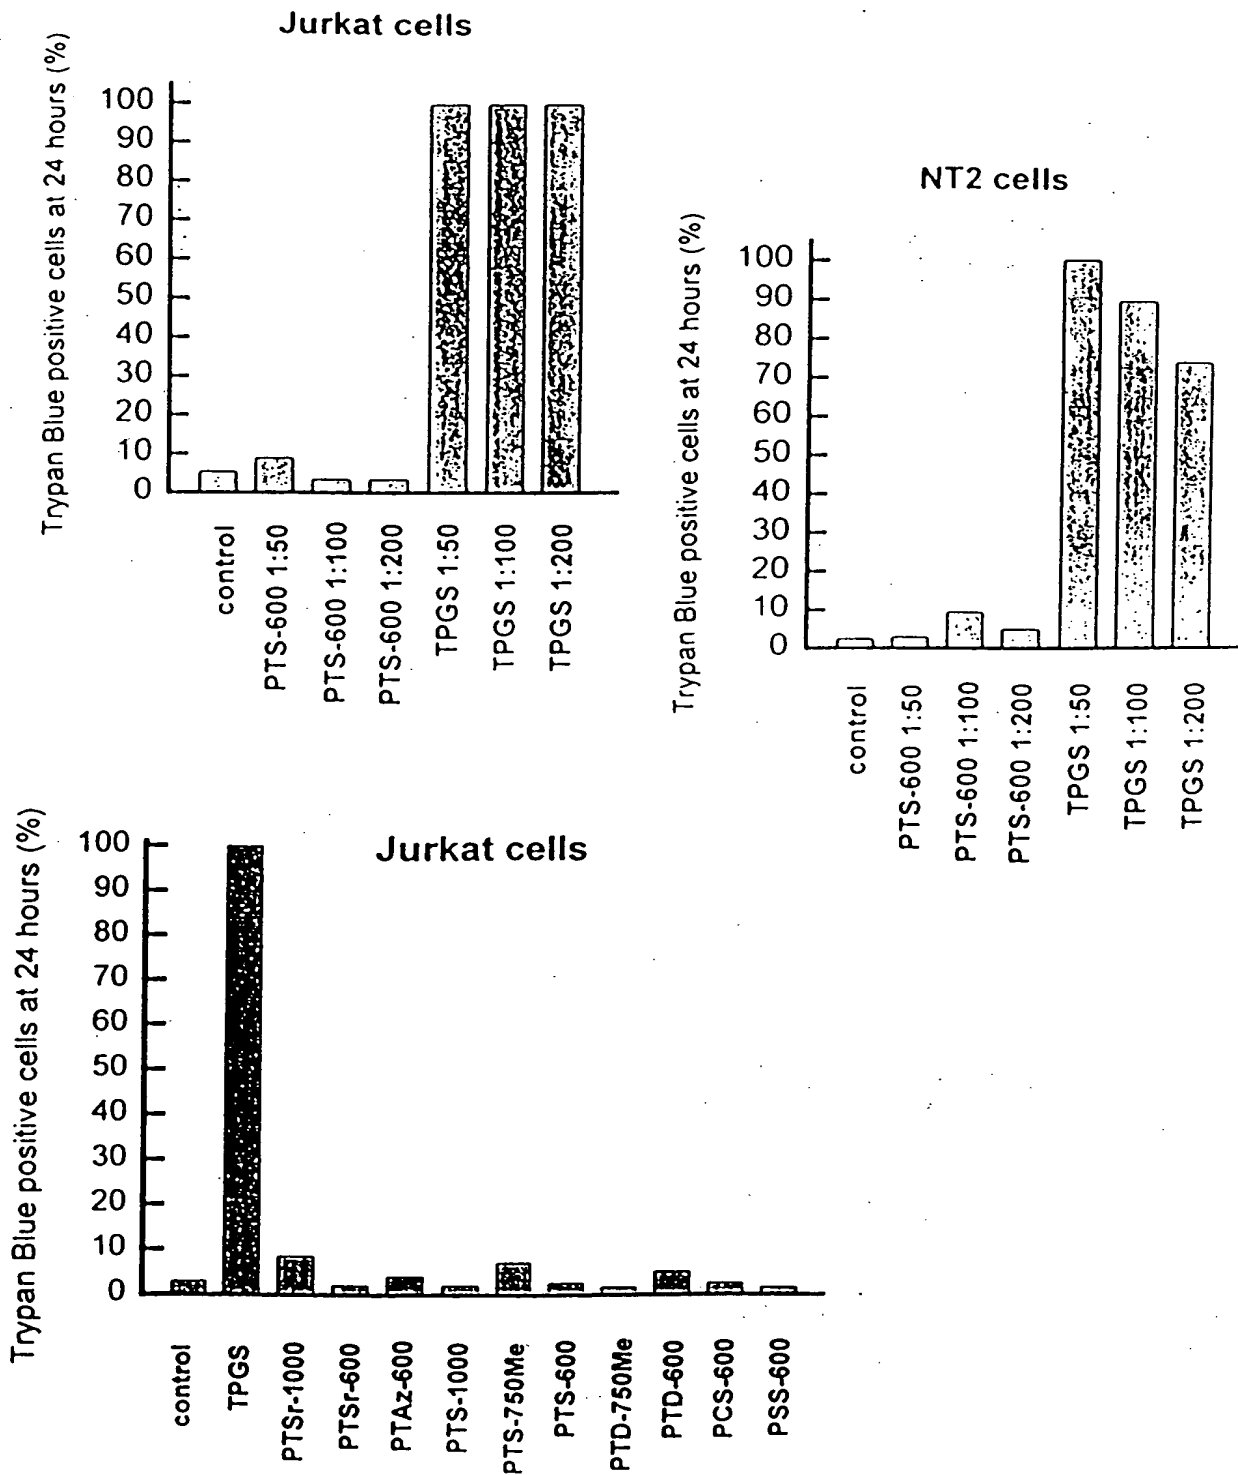 Jurkat cells
Trypan Blue positive cells at 24 hours (%)
100
90
80
70
60
50
40
30
20
10
0
control
PTS-600 1:50
PTS-600 1:100
PTS-600 1:200
TPGS 1:50
TPGS 1:100
TPGS 1:200
NT2 cells
Trypan Blue positive cells at 24 hours (%)
100
90
80
70
60
50
40
30
20
10
0
control
PTS-600 1:50
PTS-600 1:100
PTS-600 1:200
TPGS 1:50
TPGS 1:100
TPGS 1:200
Jurkat cells
Trypan Blue positive cells at 24 hours (%)
100
90
80
70
60
50
40
30
20
10
0
control
TPGS
PTSr-1000
PTSr-600
PTAz-600
PTS-1000
PTS-750Me
PTS-600
PTD-750Me
PTD-600
PCS-600
PSS-600